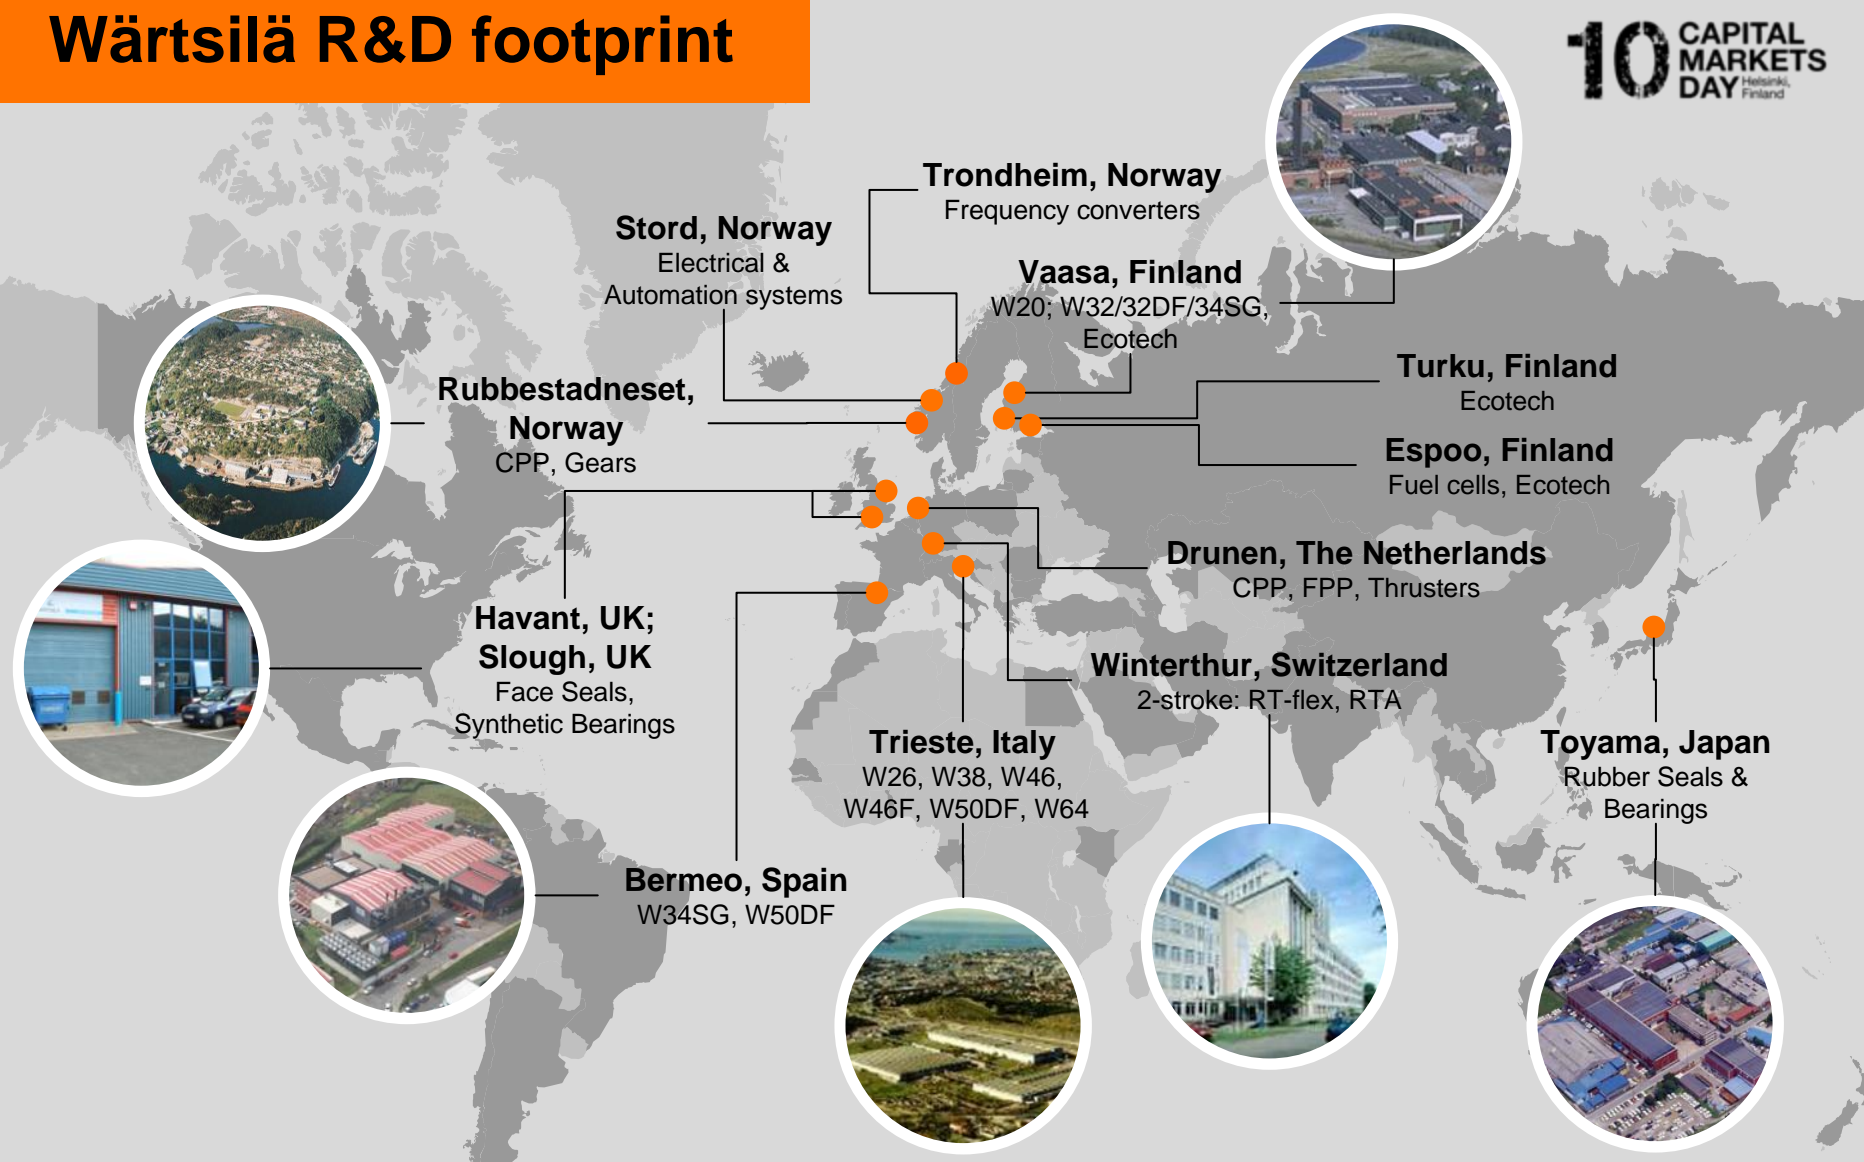 Wärtsilä R&D footprint
10 CAPITAL
MARKETS
DAY Helsinki,
Finland
Trondheim, Norway
Frequency converters
Stord, Norway
Electrical &
Automation systems
Vaasa, Finland
W20; W32/32DF/34SG,
Ecotech
Rubbestadneset,
Norway
CPP, Gears
Turku, Finland
Ecotech
Espoo, Finland
Fuel cells, Ecotech
Drunen, The Netherlands
CPP, FPP, Thrusters
Havant, UK;
Slough, UK
Face Seals,
Synthetic Bearings
Winterthur, Switzerland
2-stroke: RT-flex, RTA
Trieste, Italy
W26, W38, W46,
W46F, W50DF, W64
Toyama, Japan
Rubber Seals &
Bearings
Bermeo, Spain
W34SG, W50DF